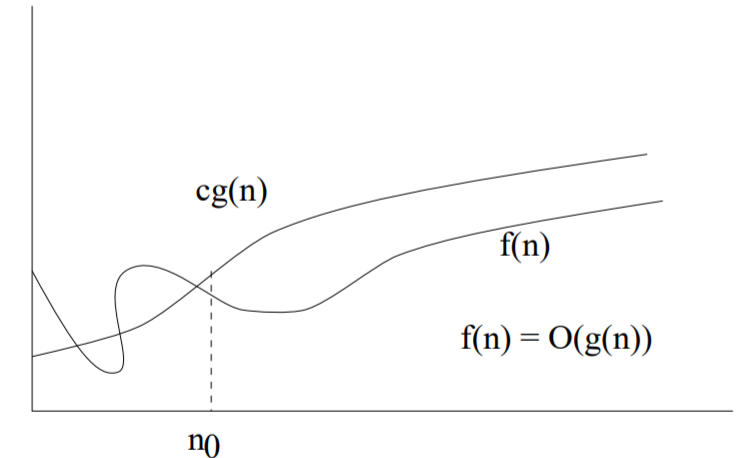 cg(n)
f(n)
f(n) = O(g(n))
n0